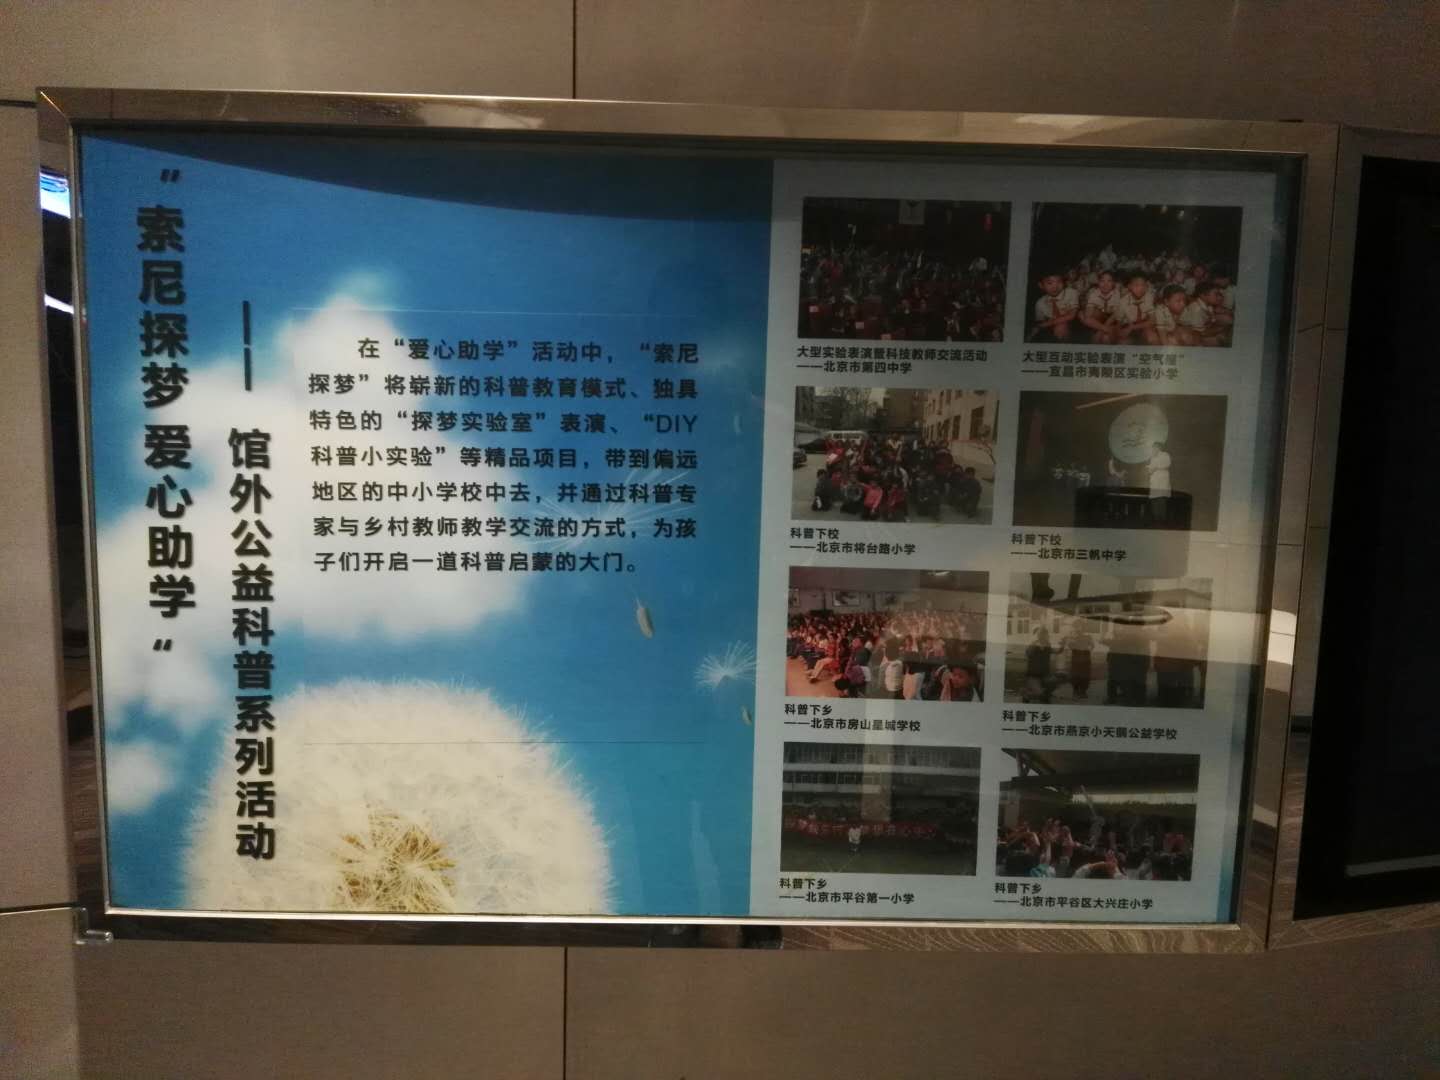 “索尼探梦 爱心助学“
——馆外公益科普系列活动
在“爱心助学”活动中，“索尼
探梦”将崭新的科普教育模式、独具
特色的“探梦实验室”表演、“DIY
科普小实验”等精品项目，带到偏远
地区的中小学校中去，并通过科普专
家与乡村教师教学交流的方式，为孩
子们开启一道科普启蒙的大门。
大型实验表演暨科技教师交流活动
——北京市第四中学
大型互动实验表演“空气屋”
——宜昌市夷陵区实验小学
科普下校
——北京市将台路小学
科普下校
——北京市三帆中学
科普下乡
——北京市房山星城学校
科普下乡
——北京市燕京小天鹅公益学校
科普下乡
——北京市平谷第一小学
科普下乡
——北京市平谷区大兴庄小学